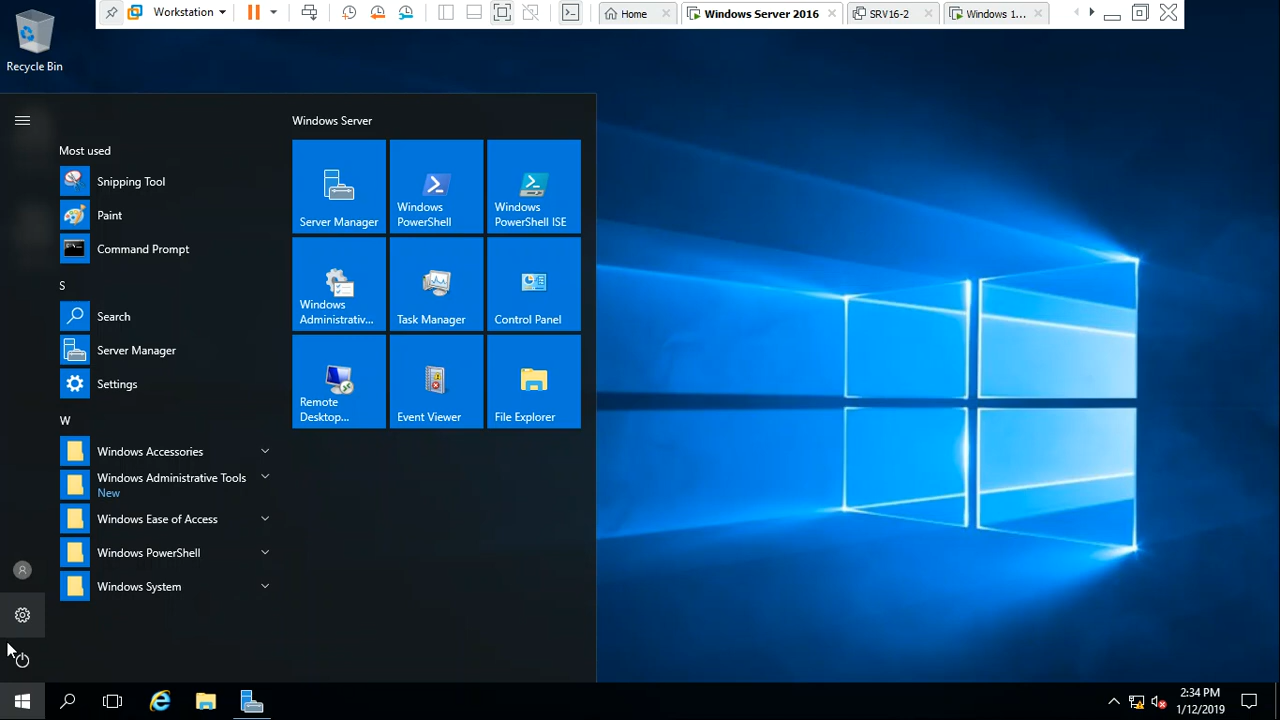 Workstation
Home
Windows Server 2016
SRV16-2
Windows 1...
Recycle Bin
Windows Server
Most used
Snipping Tool
Paint
Command Prompt
S
Search
Server Manager
Settings
W
Windows Accessories
Windows Administrative Tools
New
Windows Ease of Access
Windows PowerShell
Windows System
Server Manager
Windows
PowerShell
Windows
PowerShell ISE
Windows
Administrativ...
Task Manager
Control Panel
Remote
Desktop...
Event Viewer
File Explorer
2:34 PM
1/12/2019